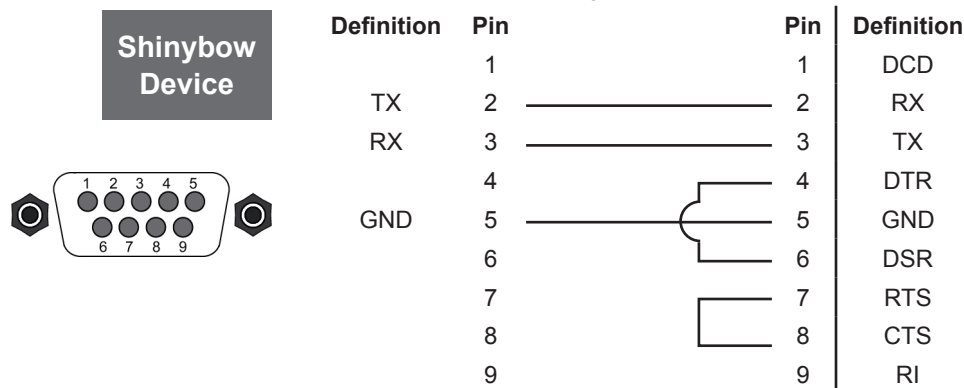 Shinybow
Device
Definition Pin Pin Definition
1 1 DCD
TX 2 2 RX
RX 3 3 TX
4 4 DTR
GND 5 5 GND
6 6 DSR
7 7 RTS
8 8 CTS
9 9 RI
1 2 3 4 5
6 7 8 9